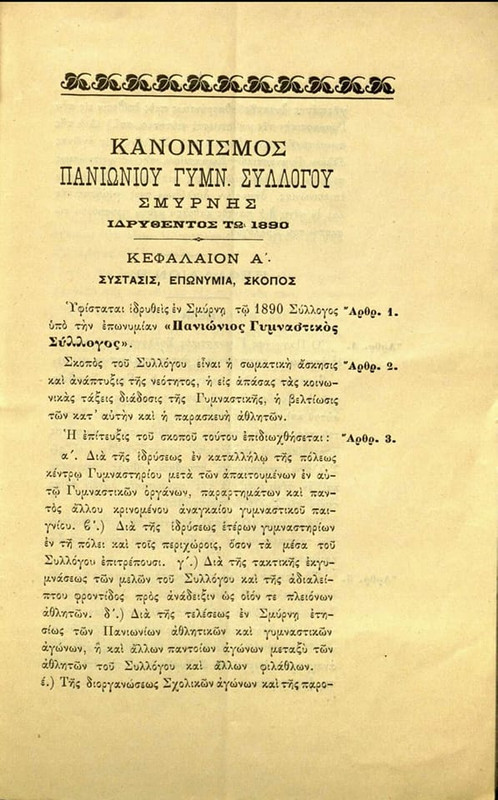 ΚΑΝΟΝΙΣΜΟΣ
ΠΑΝΙΩΝΙΟΥ ΓΥΜΝ. ΣΥΛΛΟΓΟΥ
ΣΜΥΡΝΗΣ
ΙΔΡΥΘΕΝΤΟΣ ΤΩ 1890
ΚΕΦΑΛΑΙΟΝ Α΄.
ΣΥΣΤΑΣΙΣ, ΕΠΩΝΥΜΙΑ, ΣΚΟΠΟΣ
Ὑφίσταται ἱδρυθεὶς ἐν Σμύρνῃ τῷ 1890 Σύλλογος Ἄρθρ. 1.
ὑπὸ τὴν ἐπωνυμίαν «Πανιώνιος Γυμναστικὸς
Σύλλογος».
Σκοπὸς τοῦ Συλλόγου εἶναι ἡ σωματικὴ ἄσκησις Ἄρθρ. 2.
καὶ ἀνάπτυξις τῆς νεότητος, ἡ εἰς ἁπάσας τὰς κοινω-
νικὰς τάξεις διάδοσις τῆς Γυμναστικῆς, ἡ βελτίωσις
τῶν κατ᾽ αὐτὴν καὶ ἡ παρασκευὴ ἀθλητῶν.
Ἡ ἐπίτευξις τοῦ σκοποῦ τούτου ἐπιδιωχθήσεται: Ἄρθρ. 3.
α΄. Διὰ τῆς ἱδρύσεως ἐν καταλλήλῳ τῆς πόλεως
κέντρῳ Γυμναστηρίου μετὰ τῶν ἀπαιτουμένων ἐν αὐ-
τῷ Γυμναστικῶν ὀργάνων, παραρτημάτων καὶ παν-
τὸς ἄλλου κρινομένου ἀναγκαίου γυμναστικοῦ παι-
γνίου. β΄.) Διὰ τῆς ἱδρύσεως ἑτέρων γυμναστηρίων
ἐν τῇ πόλει καὶ τοῖς περιχώροις, ὅσον τὰ μέσα τοῦ
Συλλόγου ἐπιτρέπουσι. γ΄.) Διὰ τῆς τακτικῆς ἐκγυ-
μνάσεως τῶν μελῶν τοῦ Συλλόγου καὶ τῆς ἀδιαλεί-
πτου φροντίδος πρὸς ἀνάδειξιν ὡς οἷόν τε πλειόνων
ἀθλητῶν. δ΄.) Διὰ τῆς τελέσεως ἐν Σμύρνῃ ἐτη-
σίως τῶν Πανιωνίων ἀθλητικῶν καὶ γυμναστικῶν
ἀγώνων, ἢ καὶ ἄλλων παντοίων ἀγώνων μεταξὺ τῶν
ἀθλητῶν τοῦ Συλλόγου καὶ ἄλλων φιλάθλων.
έ.) Τῆς διοργανώσεως Σχολικῶν ἀγώνων καὶ τῆς παρο-